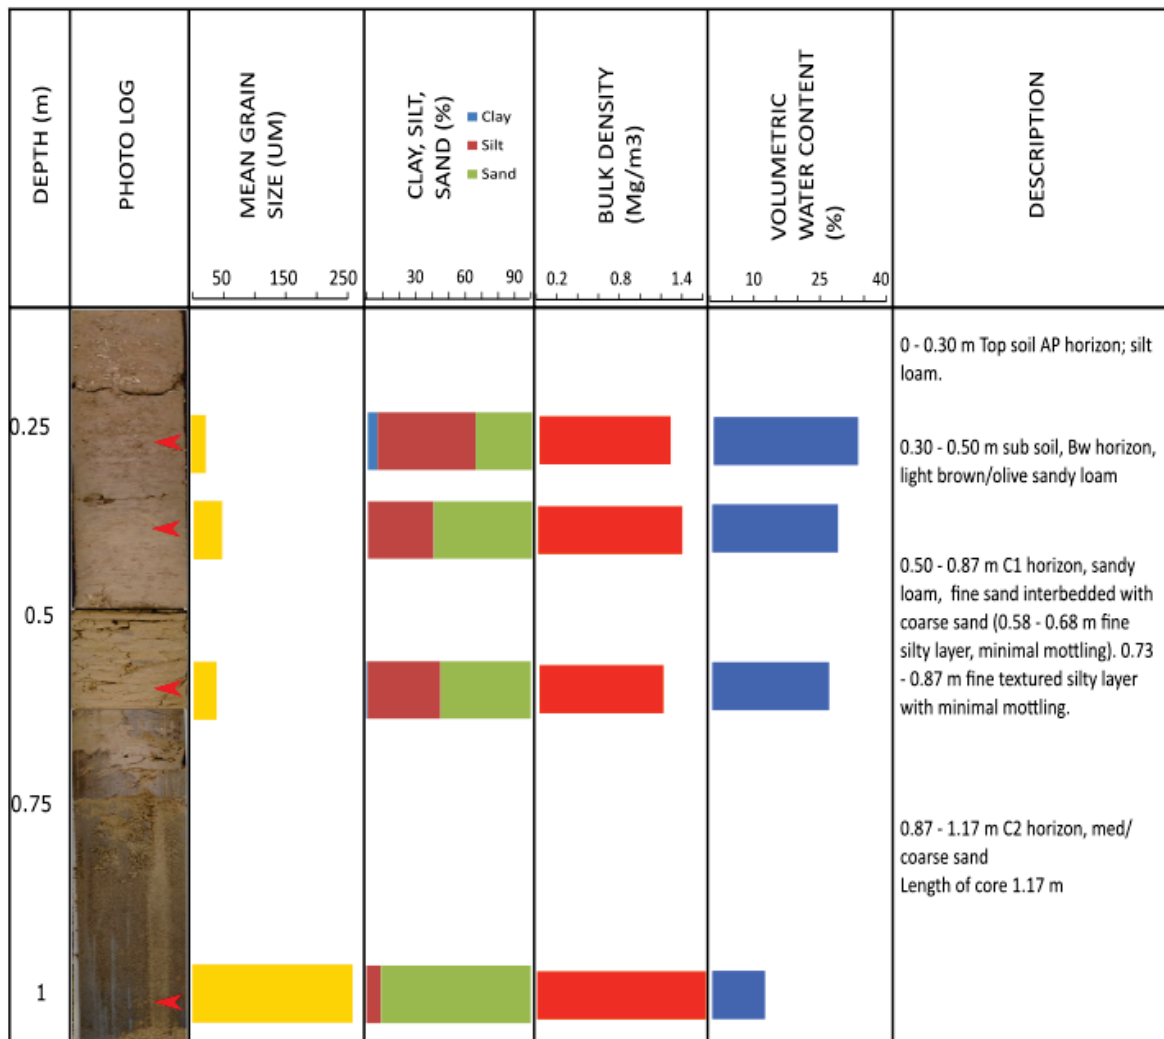 DEPTH (m)
PHOTO LOG
MEAN GRAIN
SIZE (UM)
50 150 250
CLAY, SILT,
SAND (%)
Clay
Silt
Sand
30 60 90
BULK DENSITY
(Mg/m3)
0.2 0.8 1.4
VOLUMETRIC
WATER CONTENT
(%)
10 25 40
DESCRIPTION
0.25
0.5
0.75
1
0 - 0.30 m Top soil AP horizon; silt
loam.
0.30 - 0.50 m sub soil, Bw horizon,
light brown/olive sandy loam
0.50 - 0.87 m C1 horizon, sandy
loam, fine sand interbedded with
coarse sand (0.58 - 0.68 m fine
silty layer, minimal mottling). 0.73
- 0.87 m fine textured silty layer
with minimal mottling.
0.87 - 1.17 m C2 horizon, med/
coarse sand
Length of core 1.17 m